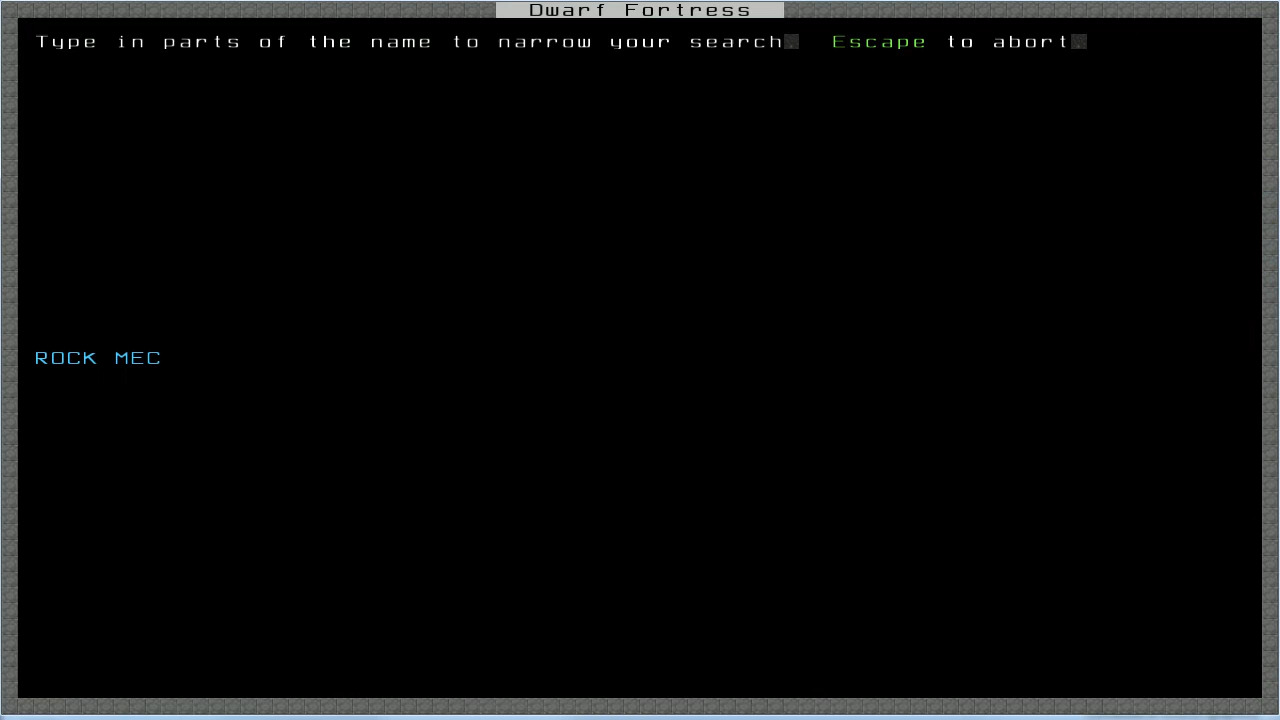 Dwarf Fortress
Type in parts of the name to narrow your search. Escape to abort.
ROCK MEC